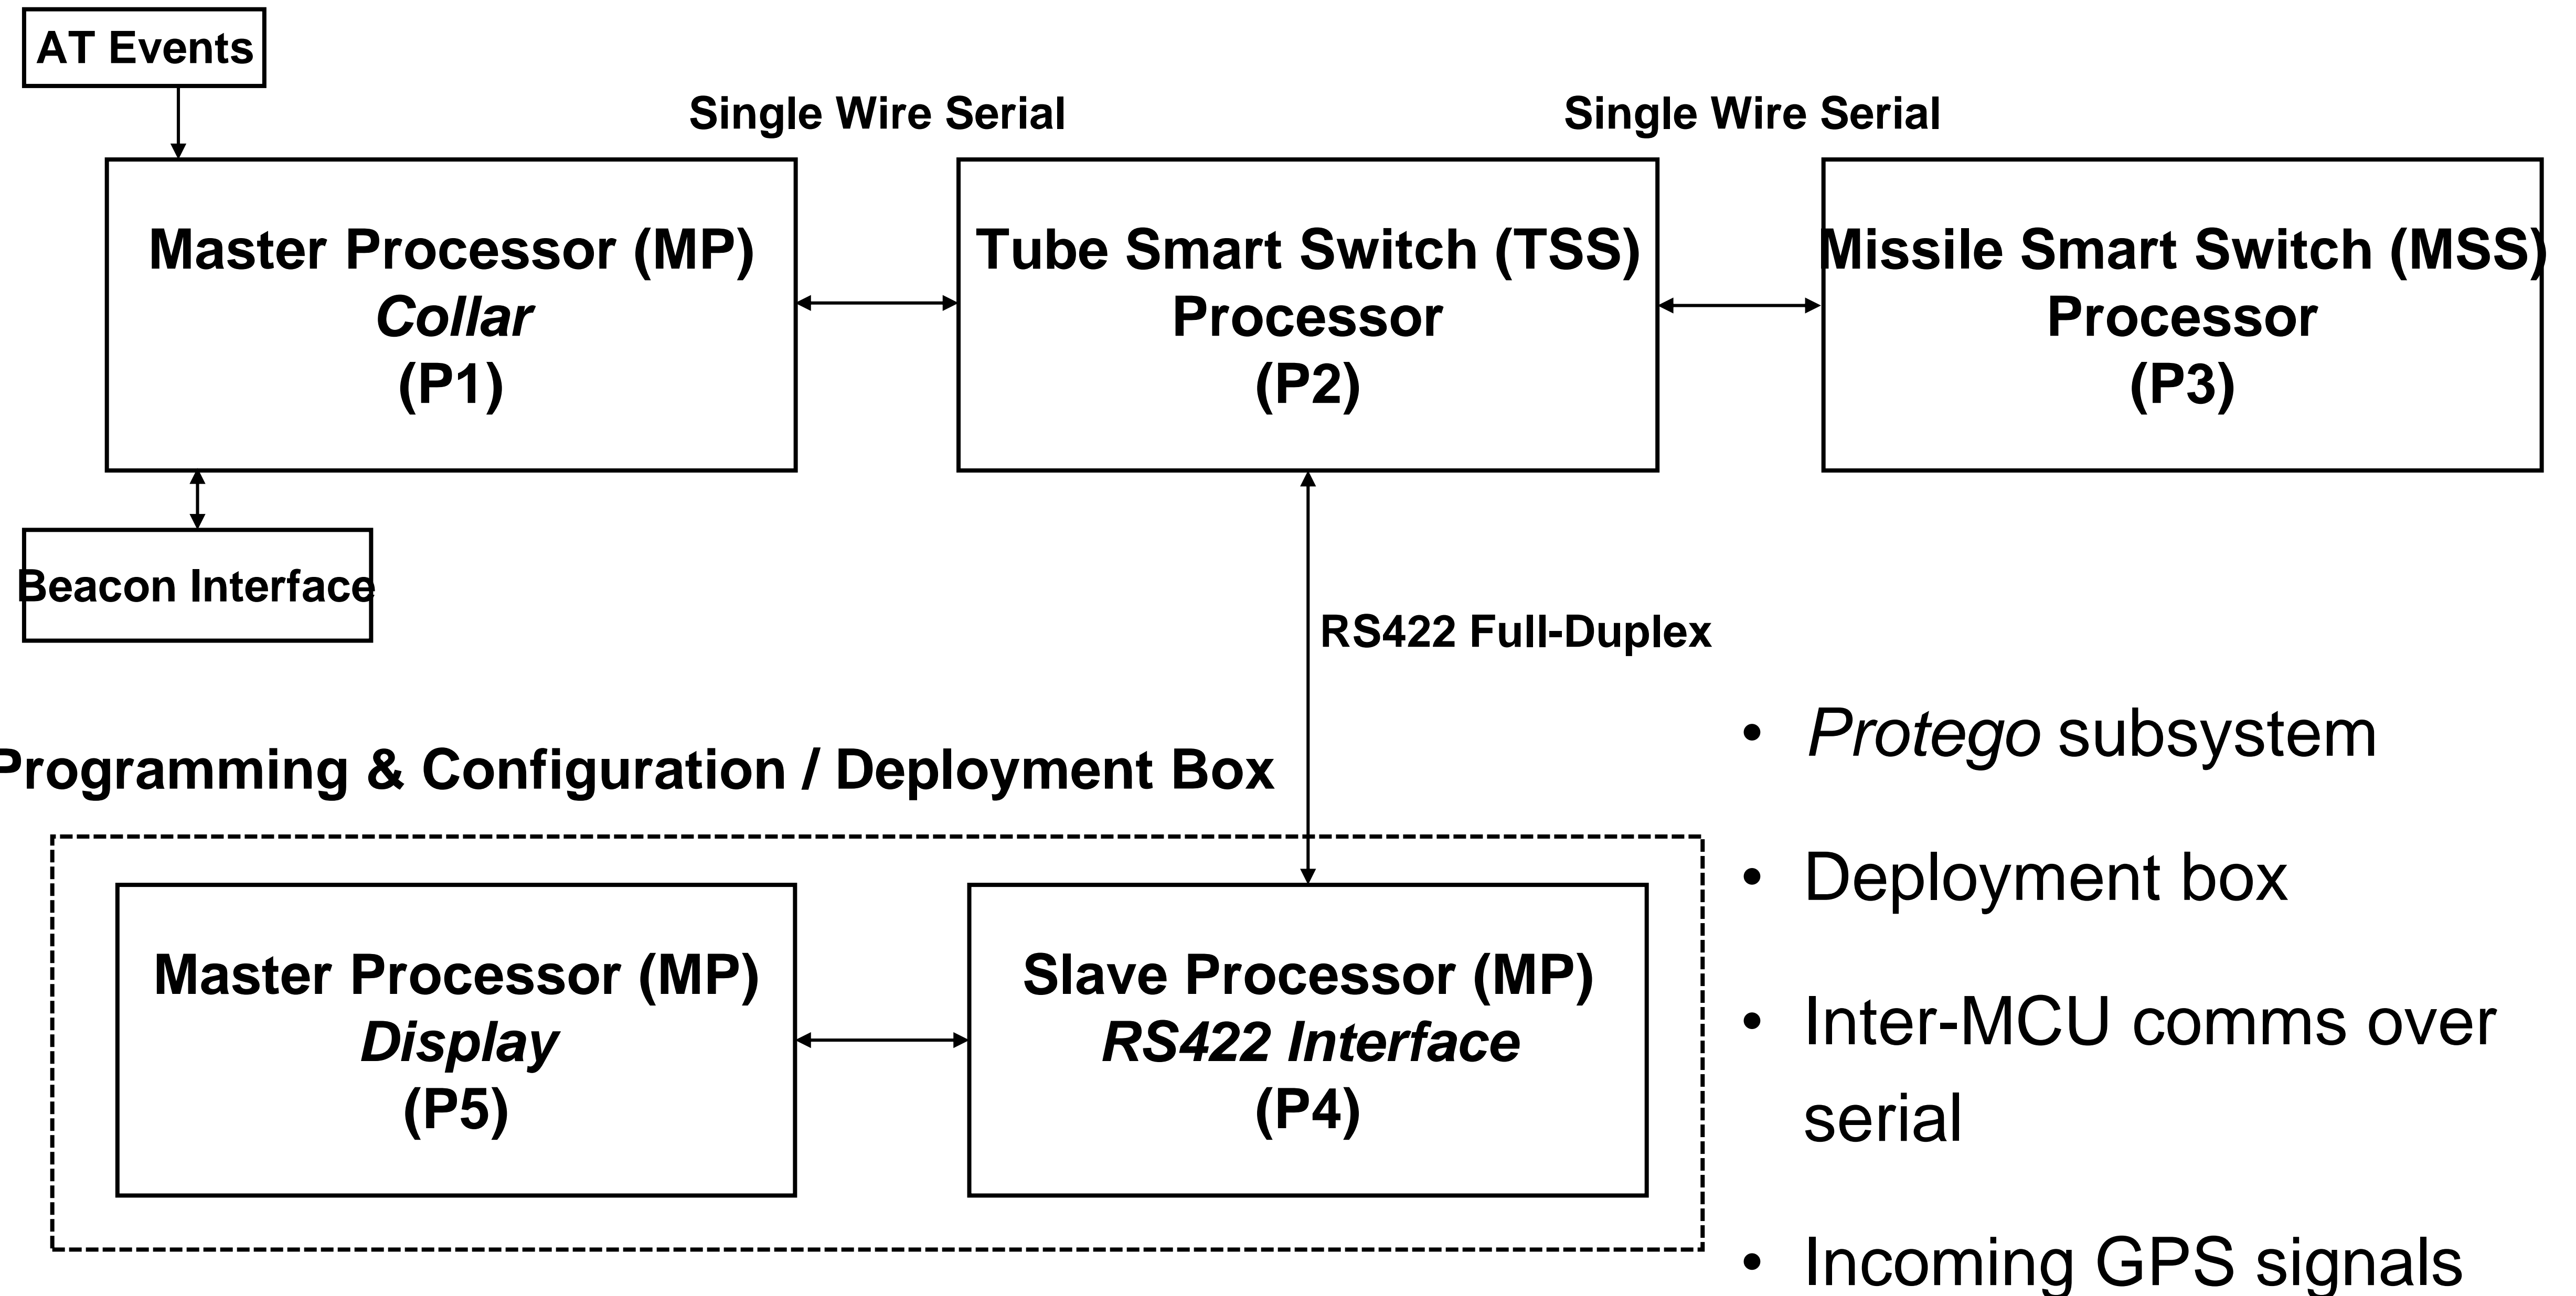 AT Events
Single Wire Serial
Single Wire Serial
Master Processor (MP)
Collar
(P1)
Tube Smart Switch (TSS)
Processor
(P2)
Missile Smart Switch (MSS)
Processor
(P3)
Beacon Interface
RS422 Full-Duplex
Programming & Configuration / Deployment Box
Master Processor (MP)
Display
(P5)
Slave Processor (MP)
RS422 Interface
(P4)
• Protego subsystem
• Deployment box
• Inter-MCU comms over
serial
• Incoming GPS signals